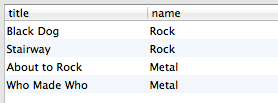 title name
Black Dog Rock
Stairway Rock
About to Rock Metal
Who Made Who Metal